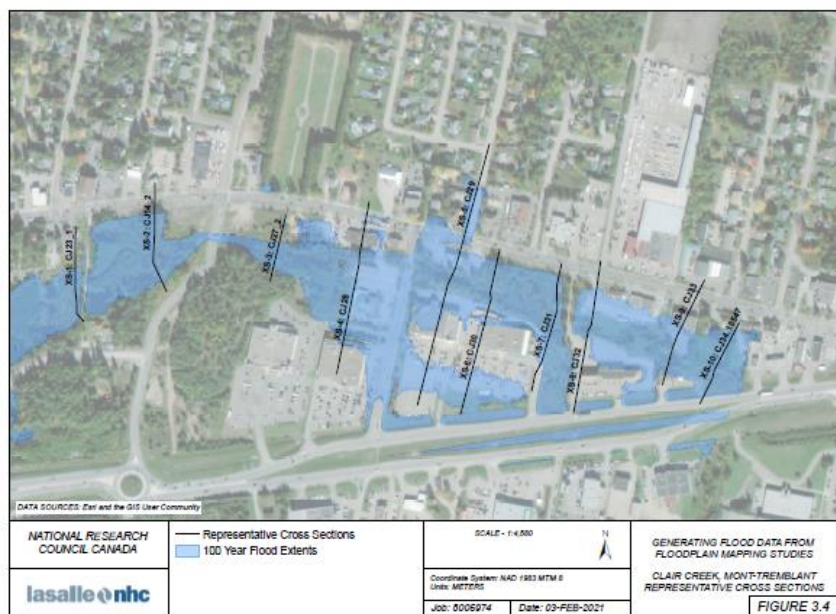 XS-1: CJ23_1
XS-2: CJ14_2
XS-3: CJ27_2
XS-4: CJ28
XS-5: CJ29
XS-6: CJ30
XS-7: CJ31
XS-8: CJ32
XS-9: CJ33
XS-10: CJ34.18547
DATA SOURCES: Esri and the GIS User Community
NATIONAL RESEARCH
COUNCIL CANADA
lasalle nhc
Representative Cross Sections
100 Year Flood Extents
SCALE - 1:4,500
N
Coordinate System: NAD 1983 MTM 8
Units: METERS
Job: 6006974
Date: 03-FEB-2021
GENERATING FLOOD DATA FROM
FLOODPLAIN MAPPING STUDIES
CLAIR CREEK, MONT-TREMBLANT
REPRESENTATIVE CROSS SECTIONS
FIGURE 3.4